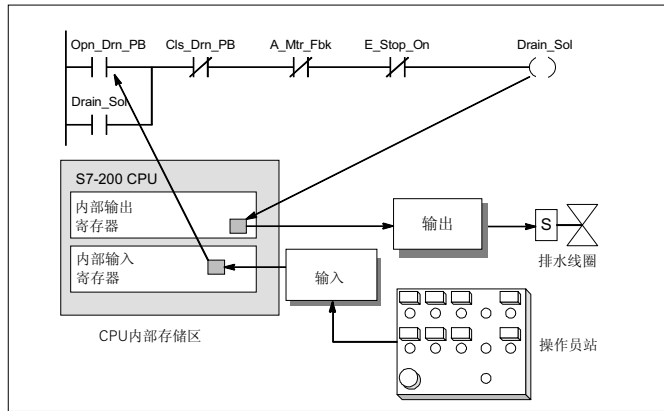 Opn_Drn_PB Cls_Drn_PB A_Mtr_Fbk E_Stop_On Drain_Sol
Drain_Sol
S7-200 CPU
内部输出
寄存器
内部输入
寄存器
输出
S
排水线圈
输入
CPU内部存储区
操作员站